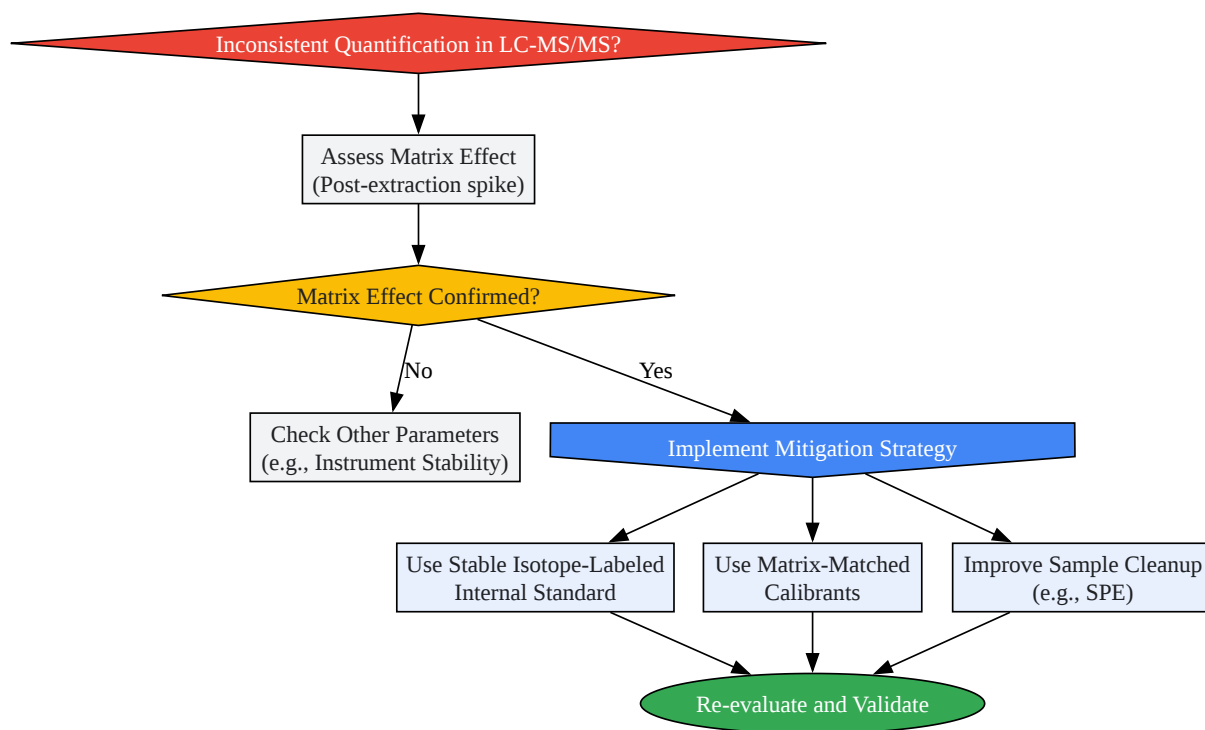 Inconsistent Quantification in LC-MS/MS?
Assess Matrix Effect
(Post-extraction spike)
Matrix Effect Confirmed?
No
Yes
Check Other Parameters
(e.g., Instrument Stability)
Implement Mitigation Strategy
Use Stable Isotope-Labeled
Internal Standard
Use Matrix-Matched
Calibrants
Improve Sample Cleanup
(e.g., SPE)
Re-evaluate and Validate